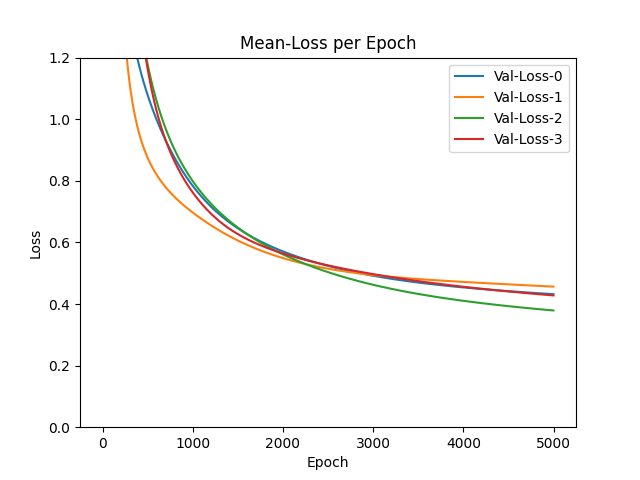 Mean-Loss per Epoch
Val-Loss-0
Val-Loss-1
Val-Loss-2
Val-Loss-3
1.2
1.0
0.8
0.6
0.4
0.2
0.0
Loss
0 1000 2000 3000 4000 5000
Epoch